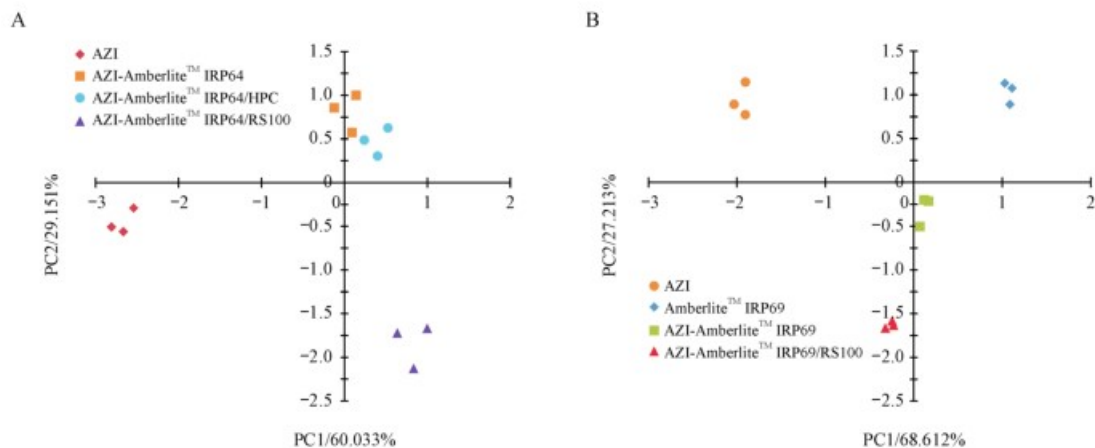 A
AZI
AZI-Amberlite™ IRP64
AZI-Amberlite™ IRP64/HPC
AZI-Amberlite™ IRP64/RS100
1.5
1.0
0.5
0
−3
−2
−1
0
1
2
−0.5
−1.0
−1.5
−2.0
−2.5
PC2/29.151%
PC1/60.033%
B
1.5
1.0
0.5
0
−3
−2
−1
0
1
2
−0.5
−1.0
−1.5
−2.0
−2.5
PC2/27.213%
AZI
Amberlite™ IRP69
AZI-Amberlite™ IRP69
AZI-Amberlite™ IRP69/RS100
PC1/68.612%